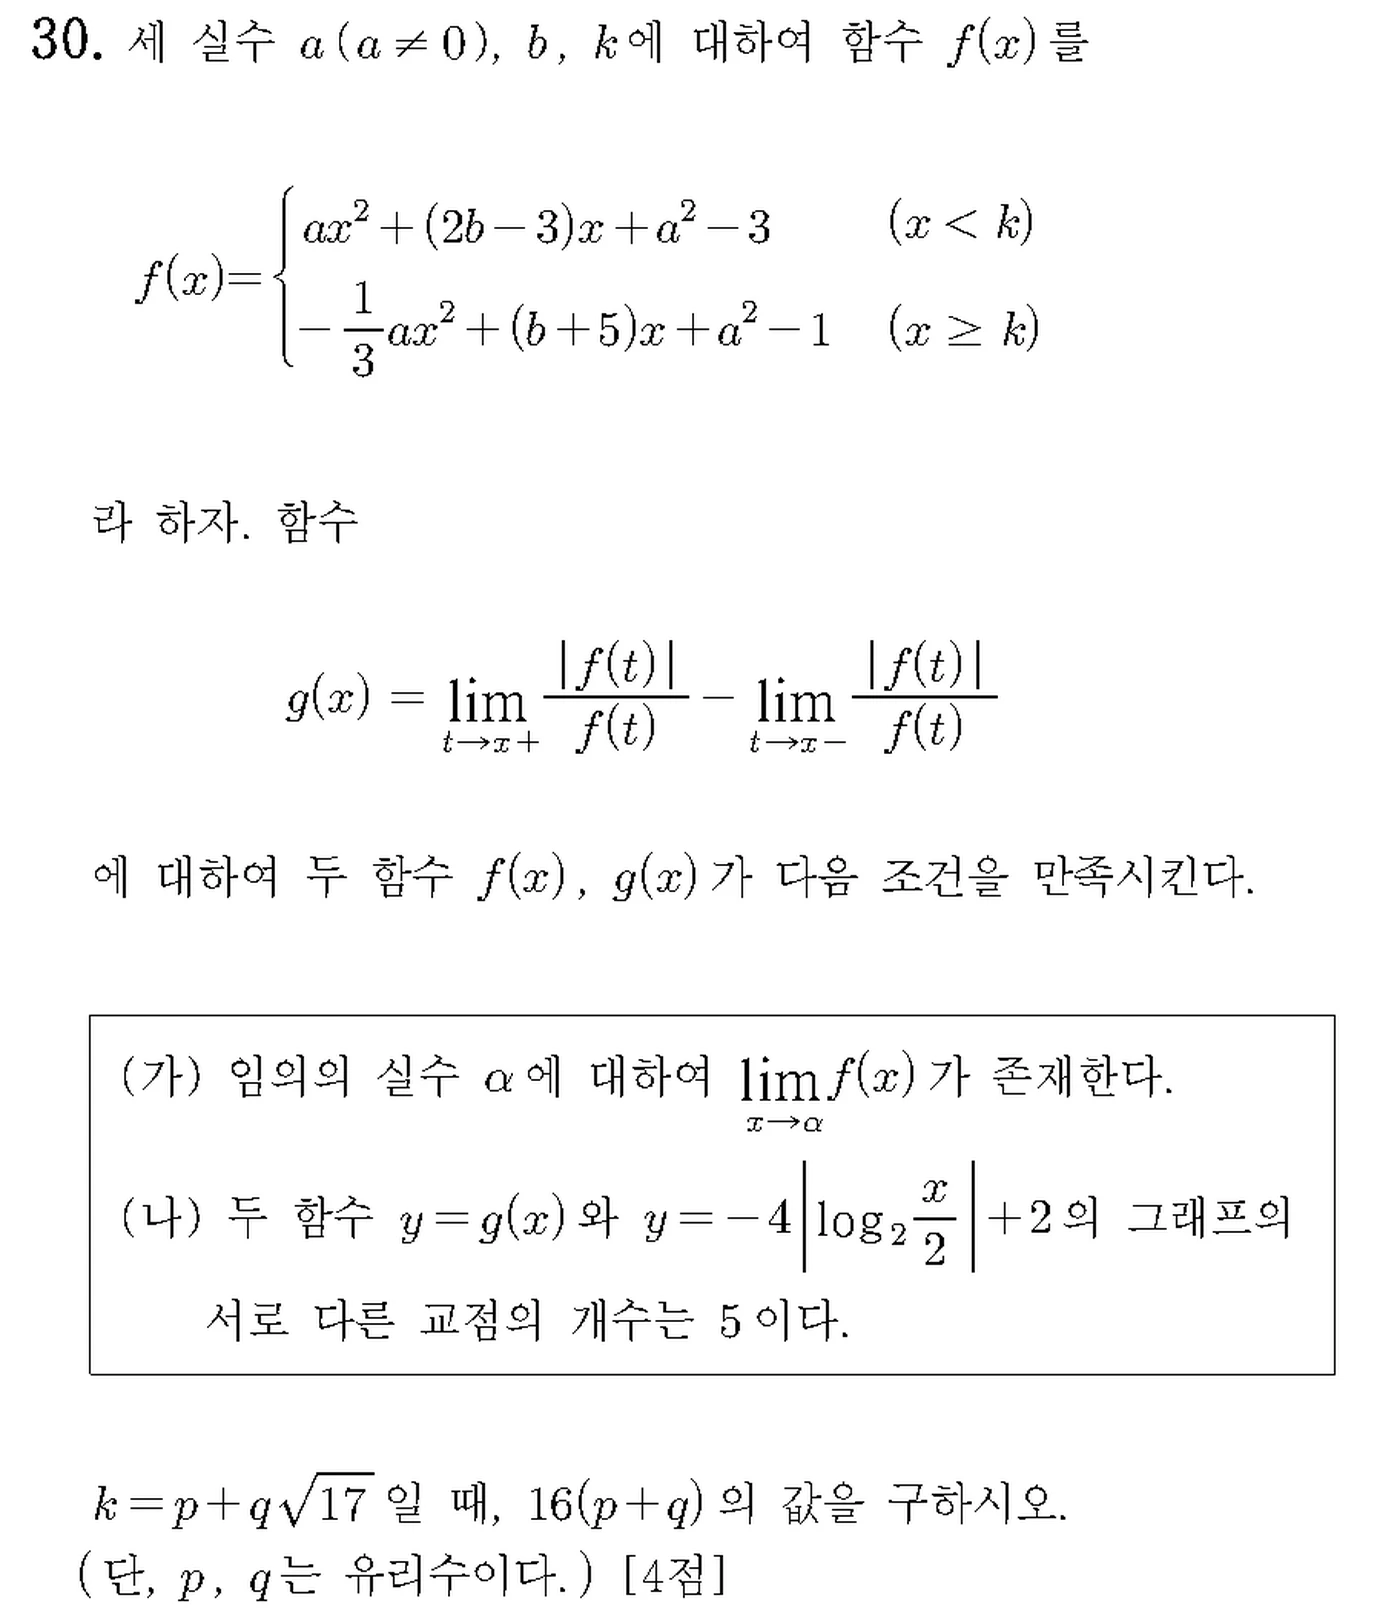 30. 세 실수 a(a≠0), b, k에 대하여 함수 f(x)를
f(x)= { ax²+(2b-3)x+a²-3 (x < k)
-1/3 ax²+(b+5)x+a²-1 (x ≥ k)
라 하자. 함수
g(x) = lim_{t→x+} |f(t)|/f(t) - lim_{t→x-} |f(t)|/f(t)
에 대하여 두 함수 f(x), g(x)가 다음 조건을 만족시킨다.
(가) 임의의 실수 α에 대하여 lim_{x→α} f(x)가 존재한다.
(나) 두 함수 y=g(x)와 y=-4|log₂ x/2|+2의 그래프의
서로 다른 교점의 개수는 5이다.
k=p+q√17일 때, 16(p+q)의 값을 구하시오.
(단, p, q는 유리수이다.) [4점]